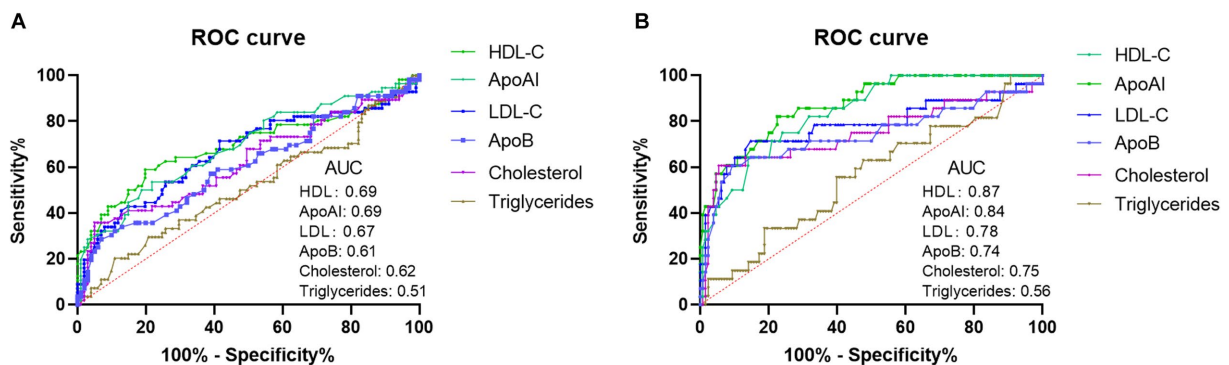 A
ROC curve
Sensitivity%
100
80
60
40
20
0
0 20 40 60 80 100
100% - Specificity%
AUC
HDL: 0.69
ApoAI: 0.69
LDL: 0.67
ApoB: 0.61
Cholesterol: 0.62
Triglycerides: 0.51
HDL-C
ApoAI
LDL-C
ApoB
Cholesterol
Triglycerides
B
ROC curve
Sensitivity%
100
80
60
40
20
0
0 20 40 60 80 100
100% - Specificity%
AUC
HDL: 0.87
ApoAI: 0.84
LDL: 0.78
ApoB: 0.74
Cholesterol: 0.75
Triglycerides: 0.56
HDL-C
ApoAI
LDL-C
ApoB
Cholesterol
Triglycerides